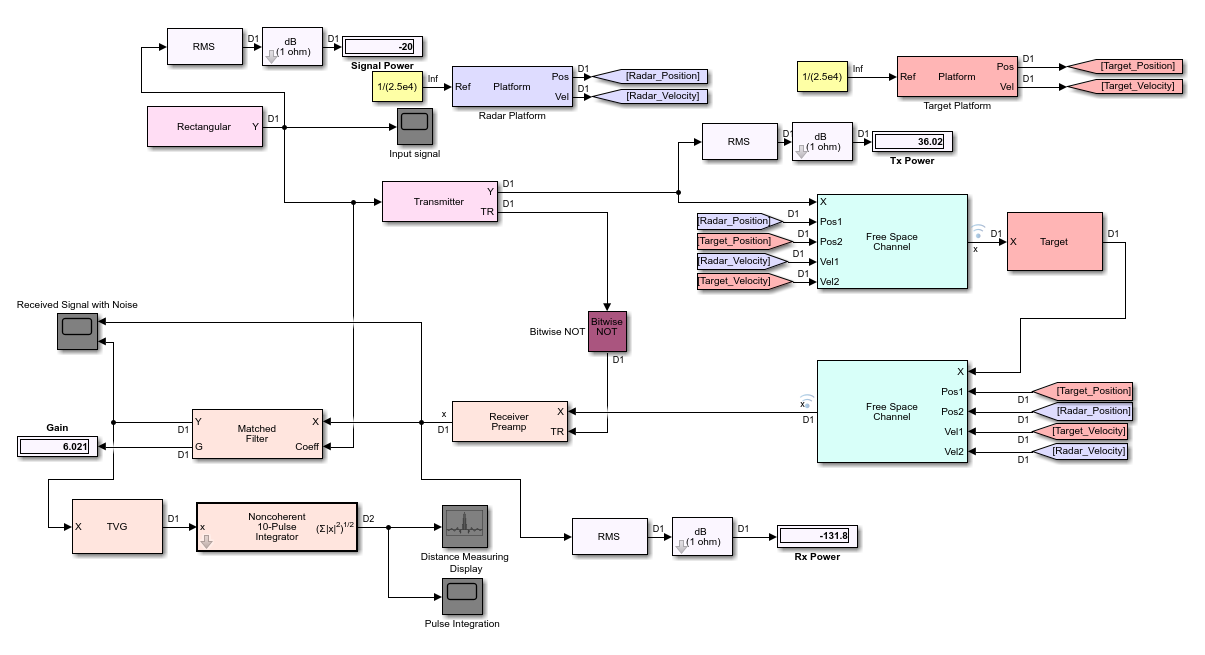 RMS
D1
dB
(1 ohm)
D1
-20
Signal Power
1/(2.5e4)
Inf
Ref
Platform
Pos
Vel
D1
D1
[Radar_Position]
[Radar_Velocity]
Radar Platform
1/(2.5e4)
Inf
Ref
Platform
Pos
Vel
D1
D1
[Target_Position]
[Target_Velocity]
Target Platform
Rectangular
Y
D1
Input signal
RMS
D1
dB
(1 ohm)
D1
36.02
Tx Power
Transmitter
Y
TR
D1
D1
[Radar_Position]
D1
[Target_Position]
D1
[Radar_Velocity]
D1
[Target_Velocity]
D1
X
Pos1
Pos2
Vel1
Vel2
Free Space
Channel
x
D1
X
Target
D1
Received Signal with Noise
Bitwise NOT
Bitwise
NOT
D1
X
Pos1
Pos2
Vel1
Vel2
Free Space
Channel
[Target_Position]
D1
[Radar_Position]
D1
[Target_Velocity]
D1
[Radar_Velocity]
D1
x
D1
Receiver
Preamp
X
TR
x
D1
Y
G
Matched
Filter
X
Coeff
D1
D1
Gain
6.021
X
TVG
D1
x
Noncoherent
10-Pulse
Integrator
(Σ|x|²)^1/2
D2
Distance Measuring
Display
Pulse Integration
RMS
D1
dB
(1 ohm)
D1
-131.8
Rx Power